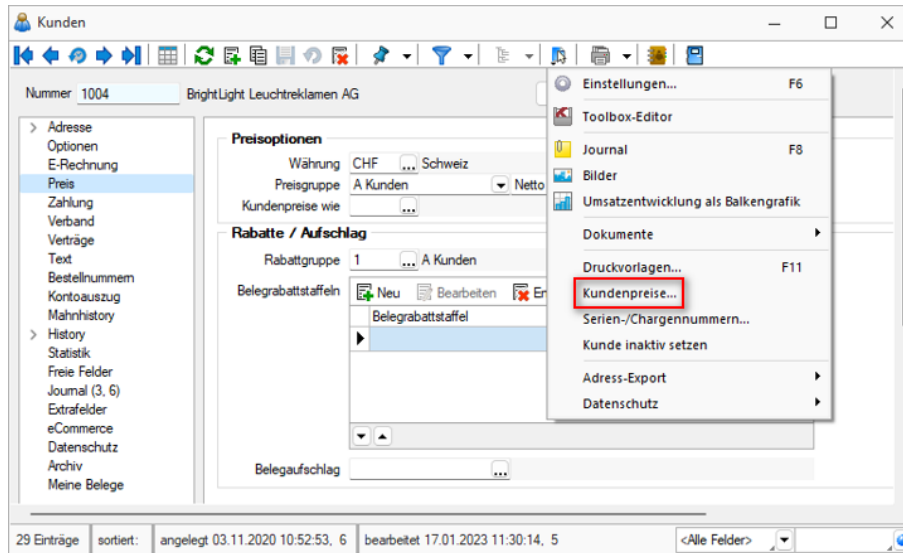 Kunden
Nummer 1004 BrightLight Leuchtreklamen AG
Adresse
Optionen
E-Rechnung
Preis
Zahlung
Verband
Verträge
Text
Bestellnummern
Kontoauszug
Mahnhistory
History
Statistik
Freie Felder
Journal (3, 6)
Extrafelder
eCommerce
Datenschutz
Archiv
Meine Belege
Preisoptionen
Währung CHF ... Schweiz
Preisgruppe A Kunden Netto
Kundenpreise wie ...
Rabatte / Aufschlag
Rabattgruppe 1 ... A Kunden
Belegrabattstaffeln Neu Bearbeiten En
Belegrabattstaffel
Belegaufschlag ...
Einstellungen... F6
Toolbox-Editor
Journal F8
Bilder
Umsatzentwicklung als Balkengrafik
Dokumente
Druckvorlagen... F11
Kundenpreise...
Serien-/Chargennummern...
Kunde inaktiv setzen
Adress-Export
Datenschutz
29 Einträge sortiert: angelegt 03.11.2020 10:52:53, 6 bearbeitet 17.01.2023 11:30:14, 5 <Alle Felder>